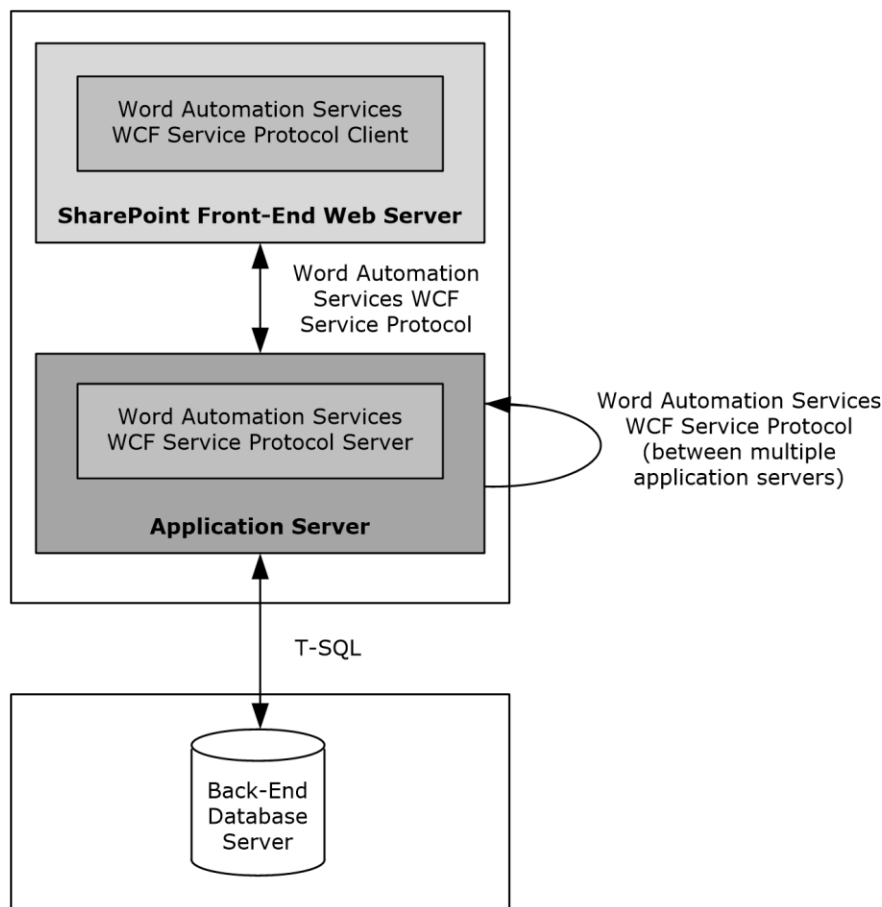 Word Automation Services
WCF Service Protocol Client
SharePoint Front-End Web Server
Word Automation
Services WCF
Service Protocol
Word Automation Services
WCF Service Protocol Server
Application Server
Word Automation Services
WCF Service Protocol
(between multiple
application servers)
T-SQL
Back-End
Database
Server